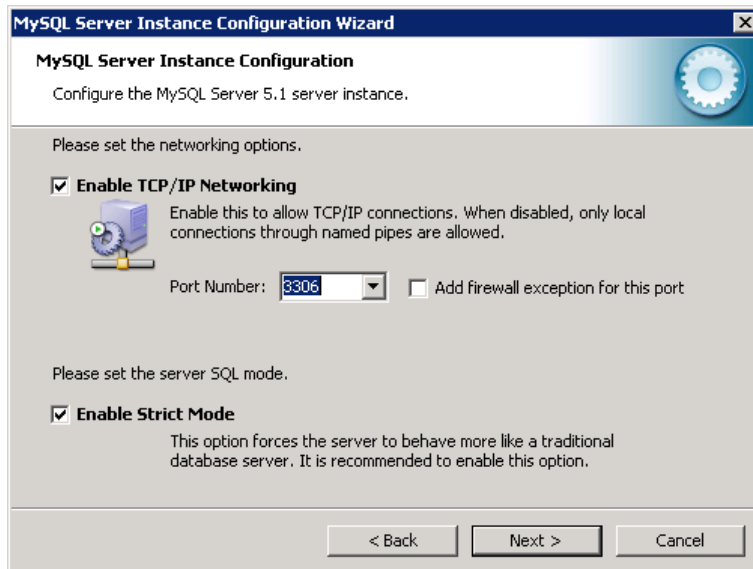 MySQL Server Instance Configuration Wizard
MySQL Server Instance Configuration
Configure the MySQL Server 5.1 server instance.
Please set the networking options.
Enable TCP/IP Networking
Enable this to allow TCP/IP connections. When disabled, only local
connections through named pipes are allowed.
Port Number: 3306 Add firewall exception for this port
Please set the server SQL mode.
Enable Strict Mode
This option forces the server to behave more like a traditional
database server. It is recommended to enable this option.
< Back Next > Cancel